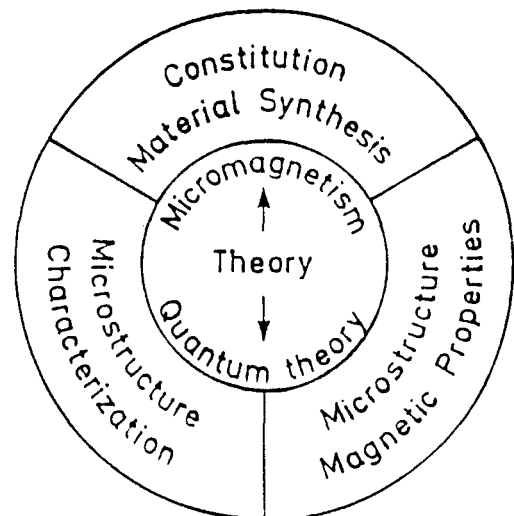 Constitution
Material Synthesis
Micromagnetism
Theory
Quantum theory
Microstructure
Characterization
Microstructure
Magnetic Properties